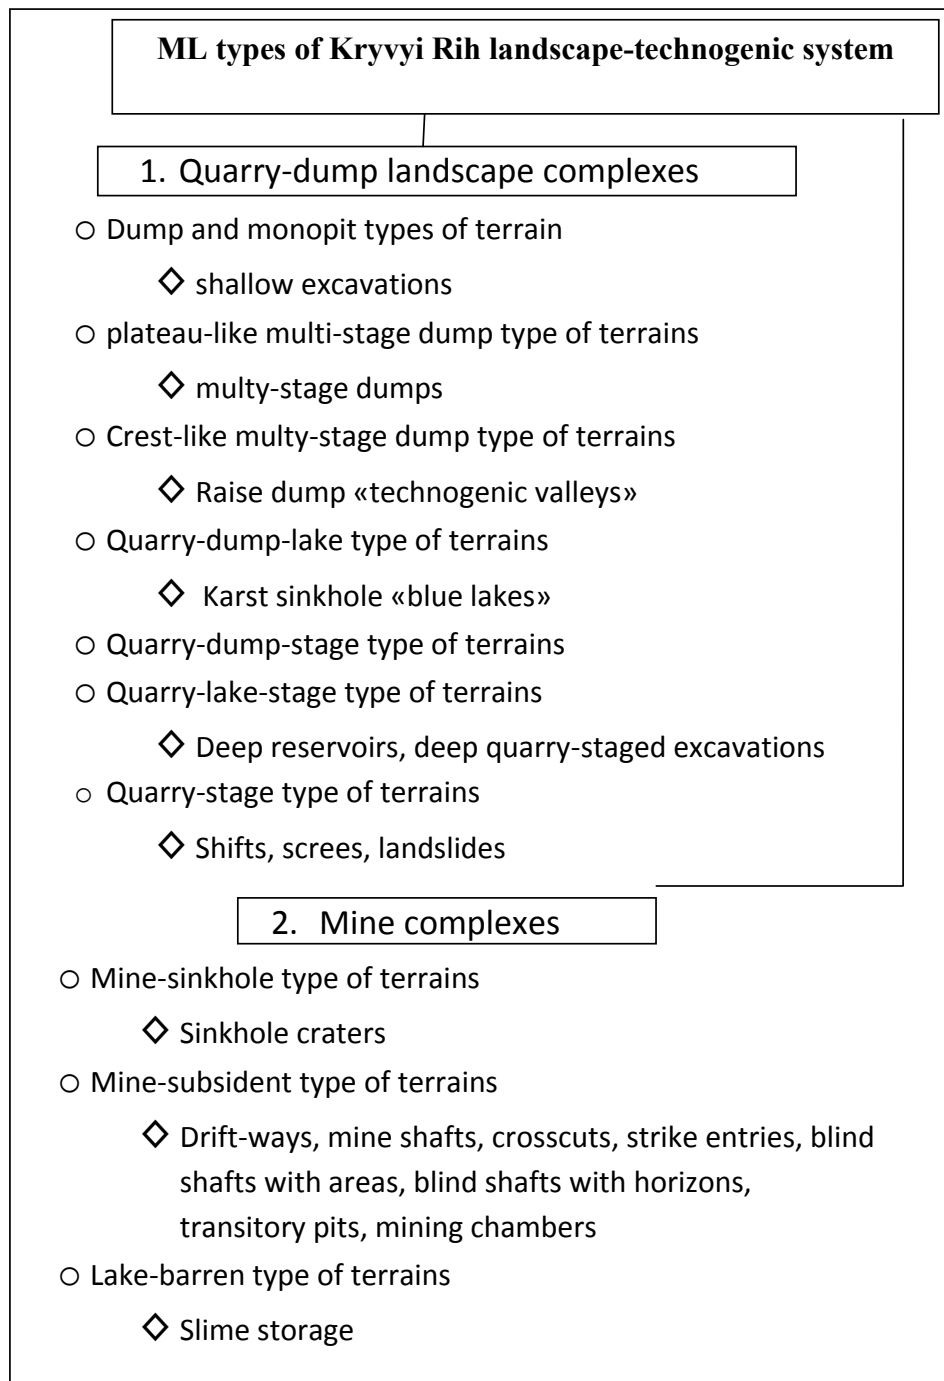 ML types of Kryvyi Rih landscape-technogenic system
1. Quarry-dump landscape complexes
○ Dump and monopit types of terrain
◇ shallow excavations
○ plateau-like multi-stage dump type of terrains
◇ multy-stage dumps
○ Crest-like multy-stage dump type of terrains
◇ Raise dump «technogenic valleys»
○ Quarry-dump-lake type of terrains
◇ Karst sinkhole «blue lakes»
○ Quarry-dump-stage type of terrains
○ Quarry-lake-stage type of terrains
◇ Deep reservoirs, deep quarry-staged excavations
○ Quarry-stage type of terrains
◇ Shifts, screes, landslides
2. Mine complexes
○ Mine-sinkhole type of terrains
◇ Sinkhole craters
○ Mine-subsident type of terrains
◇ Drift-ways, mine shafts, crosscuts, strike entries, blind
shafts with areas, blind shafts with horizons,
transitory pits, mining chambers
○ Lake-barren type of terrains
◇ Slime storage